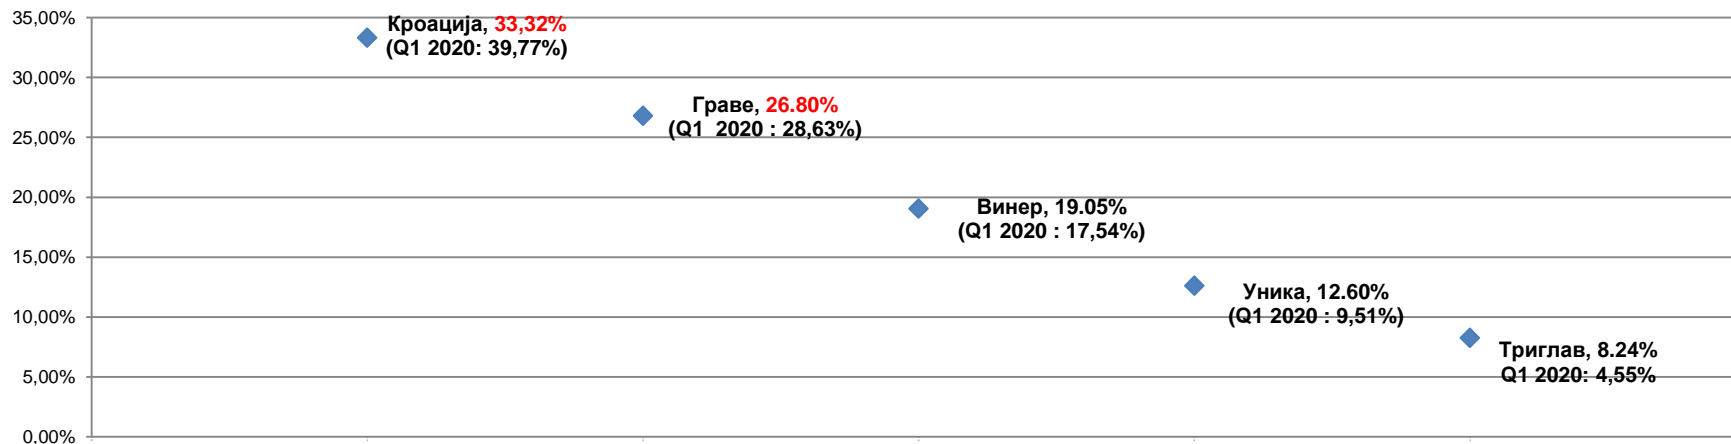 35,00%
Кроација, 33,32%
(Q1 2020: 39,77%)
30,00%
Граве, 26.80%
(Q1 2020 : 28,63%)
25,00%
20,00%
Винер, 19.05%
(Q1 2020 : 17,54%)
15,00%
Уника, 12.60%
(Q1 2020 : 9,51%)
10,00%
Триглав, 8.24%
Q1 2020: 4,55%
5,00%
0,00%